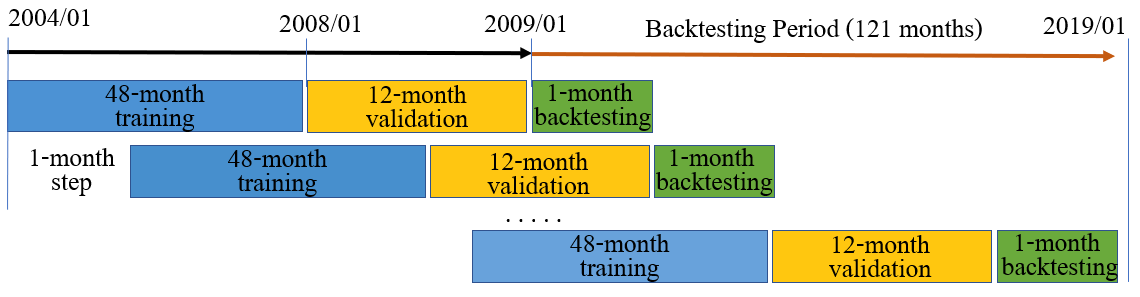 2004/01
2008/01
2009/01
Backtesting Period (121 months)
2019/01
48-month
training
12-month
validation
1-month
backtesting
1-month
step
48-month
training
12-month
validation
1-month
backtesting
. . . . .
48-month
training
12-month
validation
1-month
backtesting